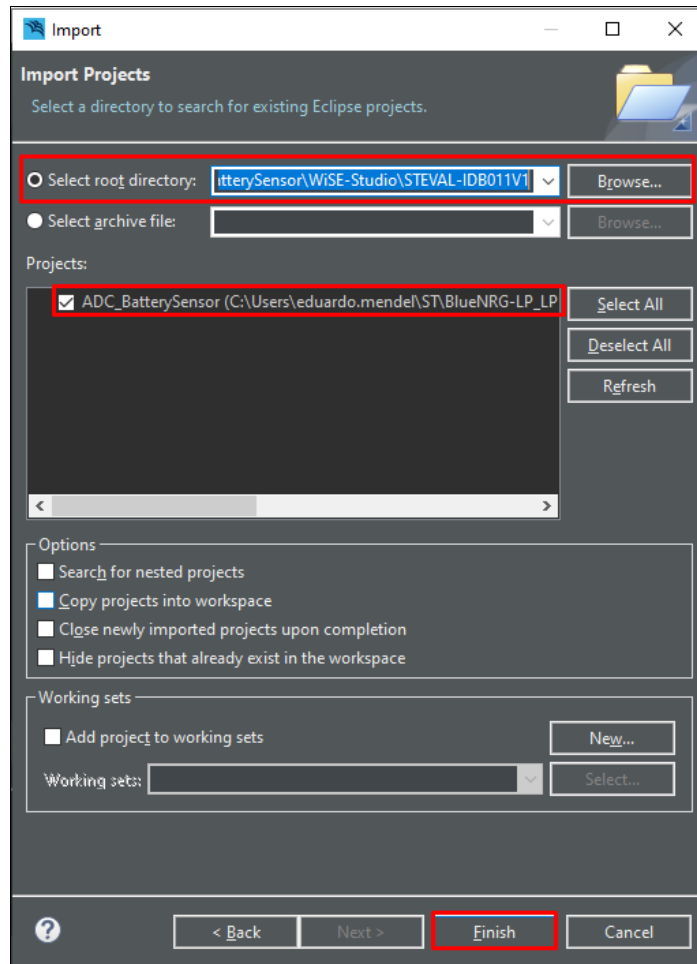 Import
Import Projects
Select a directory to search for existing Eclipse projects.
Select root directory: atterySensor\WiSE-Studio\STEVAL-IDB011V1 Browse...
Select archive file: Browse...
Projects:
ADC_BatterySensor (C:\Users\eduardo.mendel\ST\BlueNRG-LP_LP Select All
Deselect All
Refresh
Options
Search for nested projects
Copy projects into workspace
Close newly imported projects upon completion
Hide projects that already exist in the workspace
Working sets
Add project to working sets New...
Working sets: Select...
? < Back Next > Finish Cancel